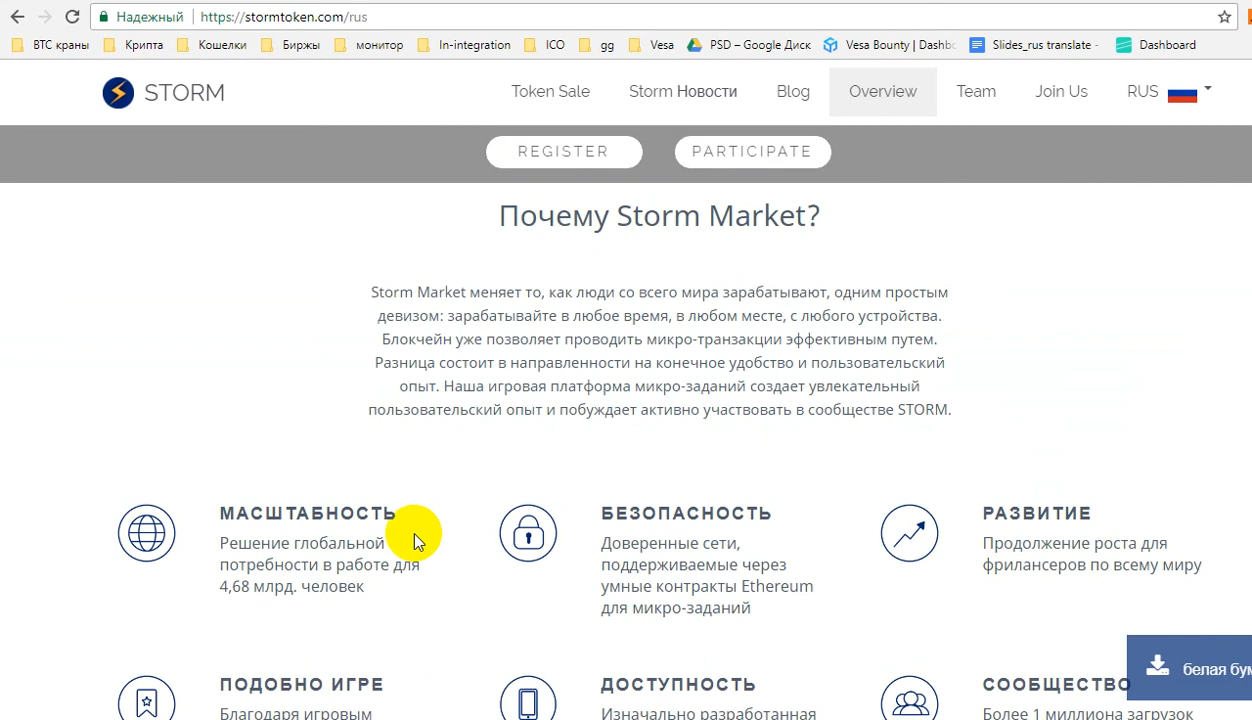 Надежный https://stormtoken.com/rus
BTC краны Крипта Кошелки Биржы монитор In-integration ICO gg Vesa PSD – Google Диск Vesa Bounty | Dashbc Slides_rus translate - Dashboard
STORM Token Sale Storm Новости Blog Overview Team Join Us RUS
REGISTER PARTICIPATE
Почему Storm Market?
Storm Market меняет то, как люди со всего мира зарабатывают, одним простым
девизом: зарабатывайте в любое время, в любом месте, с любого устройства.
Блокчейн уже позволяет проводить микро-транзакции эффективным путем.
Разница состоит в направленности на конечное удобство и пользовательский
опыт. Наша игровая платформа микро-заданий создает увлекательный
пользовательский опыт и побуждает активно участвовать в сообществе STORM.
МАСШТАБНОСТЬ
Решение глобальной
потребности в работе для
4,68 млрд. человек
БЕЗОПАСНОСТЬ
Доверенные сети,
поддерживаемые через
умные контракты Ethereum
для микро-заданий
РАЗВИТИЕ
Продолжение роста для
фрилансеров по всему миру
белая бум
ПОДОБНО ИГРЕ
Благодаря игровым
ДОСТУПНОСТЬ
Изначально разработанная
СООБЩЕСТВО
Более 1 миллиона загрузок